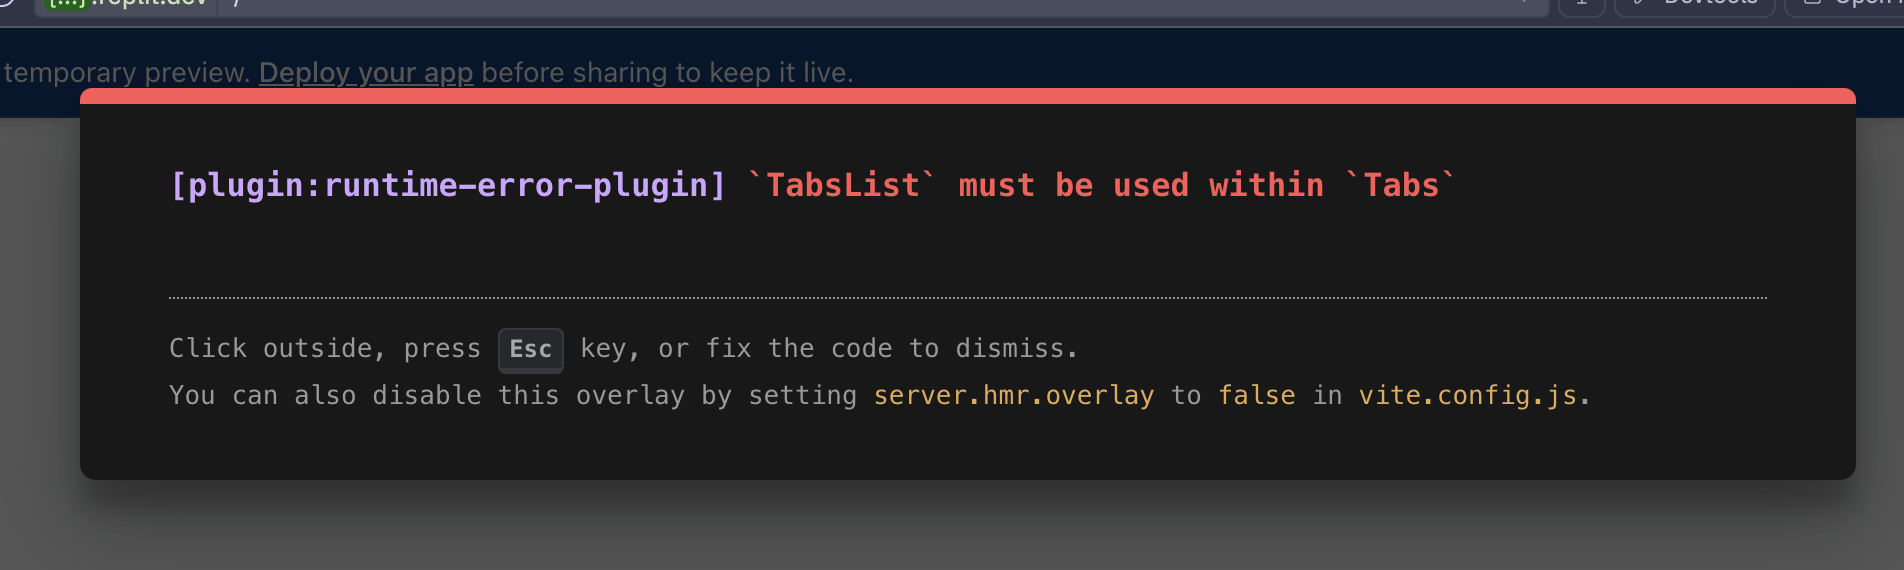 [...].replit.dev /
Devtools
temporary preview. Deploy your app before sharing to keep it live.
[plugin:runtime-error-plugin] `TabsList` must be used within `Tabs`
Click outside, press Esc key, or fix the code to dismiss.
You can also disable this overlay by setting server.hmr.overlay to false in vite.config.js.